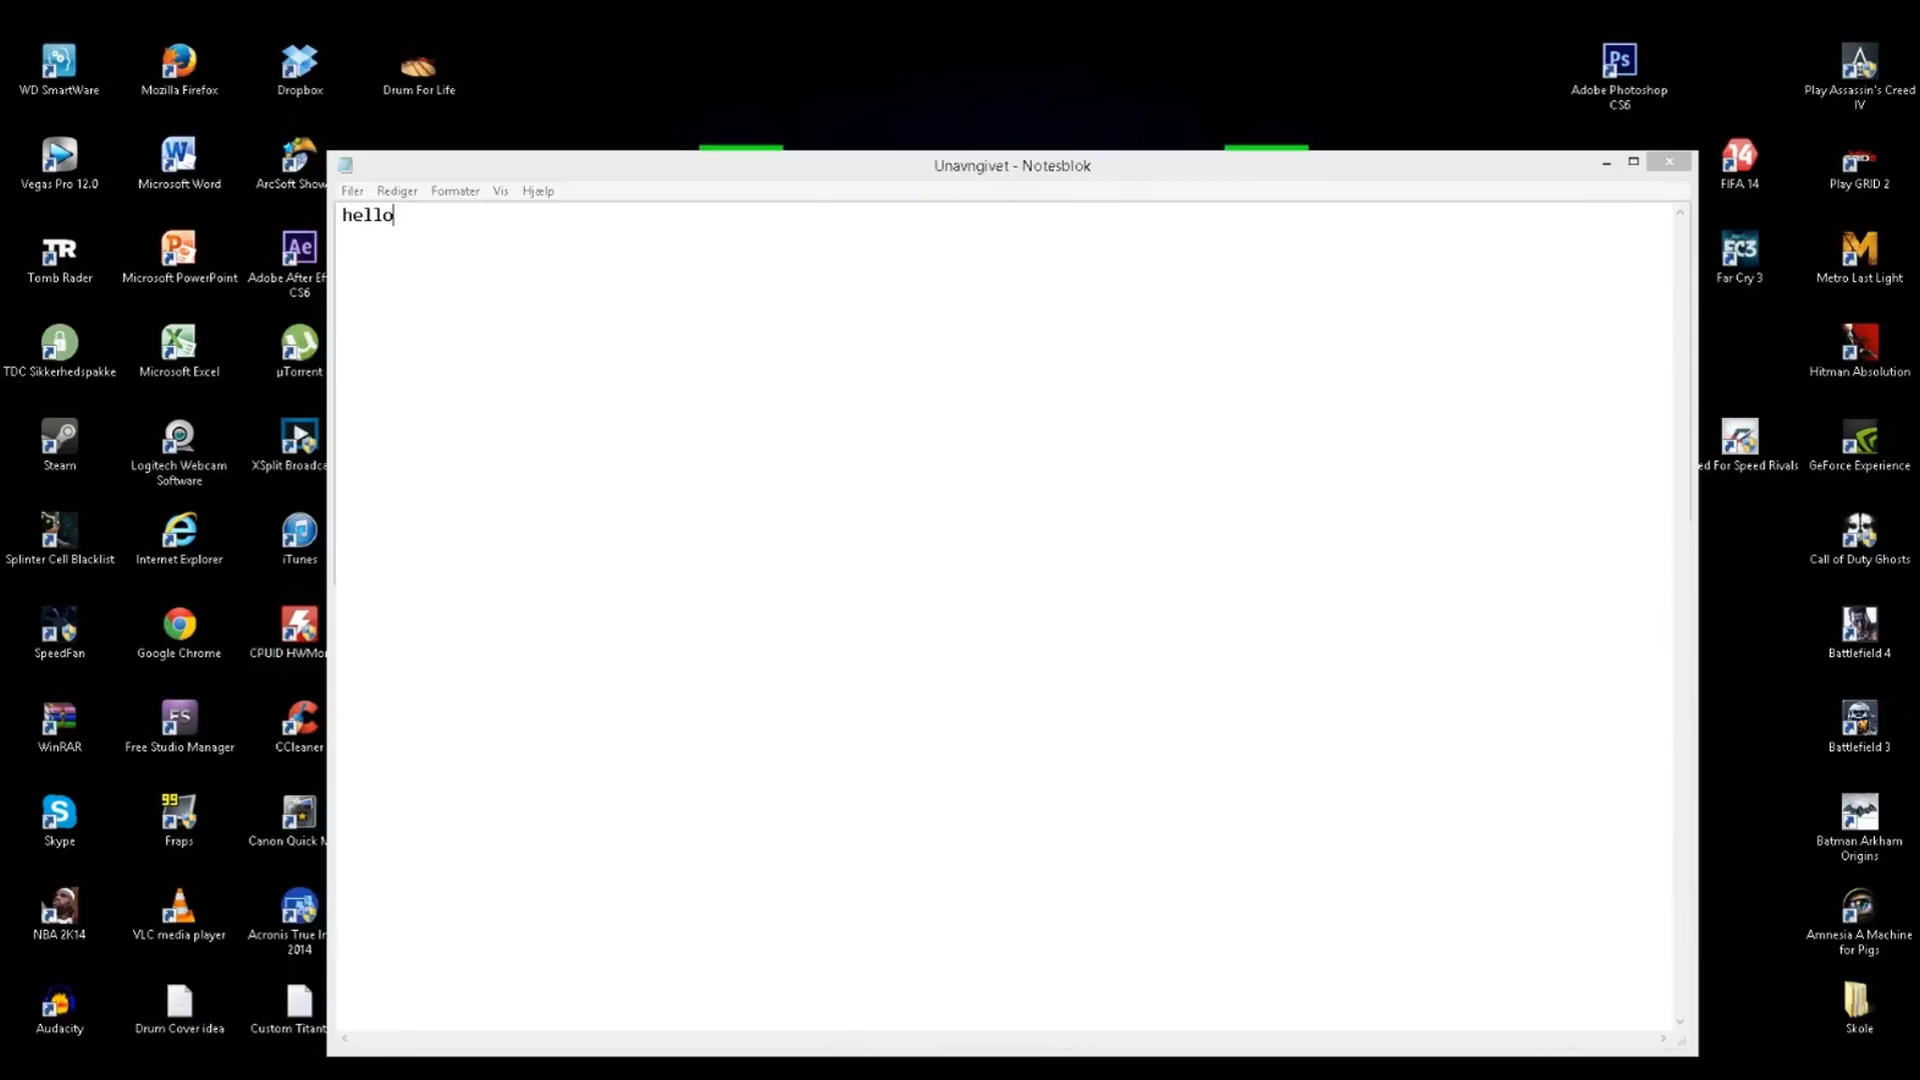 WD SmartWare
Mozilla Firefox
Dropbox
Drum For Life
Adobe Photoshop CS6
Play Assassin's Creed IV
Vegas Pro 12.0
Microsoft Word
ArcSoft Show
Unavngivet - Notesblok
FIFA 14
Play GRID 2
Filer Rediger Formater Vis Hjælp
hello
Tomb Rader
Microsoft PowerPoint
Adobe After Ef
CS6
Far Cry 3
Metro Last Light
TDC Sikkerhedspakke
Microsoft Excel
µTorrent
Hitman Absolution
Steam
Logitech Webcam Software
XSplit Broadca
ed For Speed Rivals
GeForce Experience
Splinter Cell Blacklist
Internet Explorer
iTunes
Call of Duty Ghosts
SpeedFan
Google Chrome
CPUID HWMon
Battlefield 4
WinRAR
Free Studio Manager
CCleaner
Battlefield 3
Skype
Fraps
Canon Quick M
Batman Arkham Origins
NBA 2K14
VLC media player
Acronis True In
2014
Amnesia A Machine for Pigs
Audacity
Drum Cover idea
Custom Titant
Skole